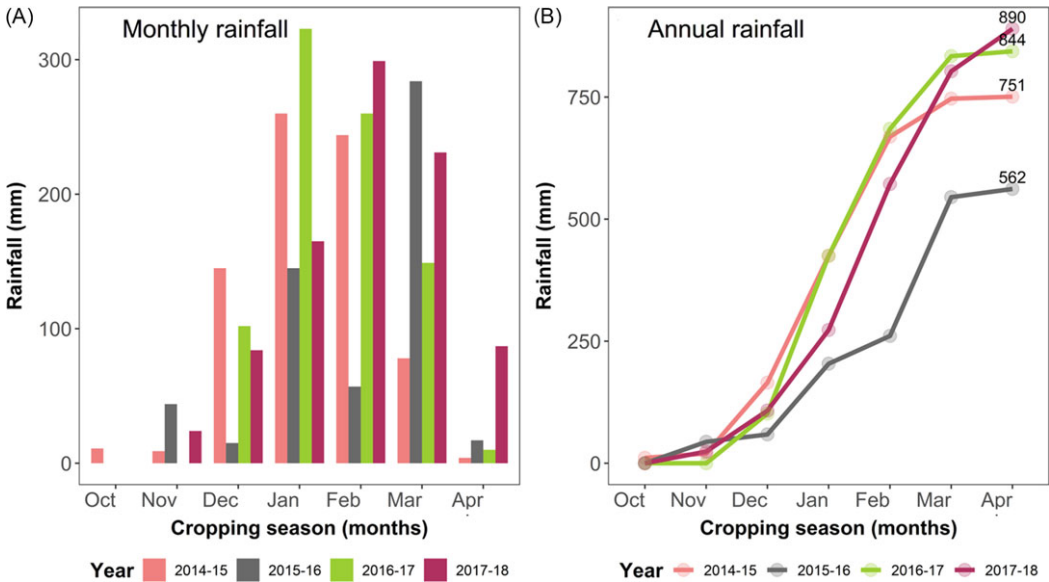 (A)
Monthly rainfall
300
200
100
0
Rainfall (mm)
Oct Nov Dec Jan Feb Mar Apr
Cropping season (months)
Year 2014-15 2015-16 2016-17 2017-18
(B)
Annual rainfall
890
844
751
562
750
500
250
0
Rainfall (mm)
Oct Nov Dec Jan Feb Mar Apr
Cropping season (months)
Year 2014-15 2015-16 2016-17 2017-18